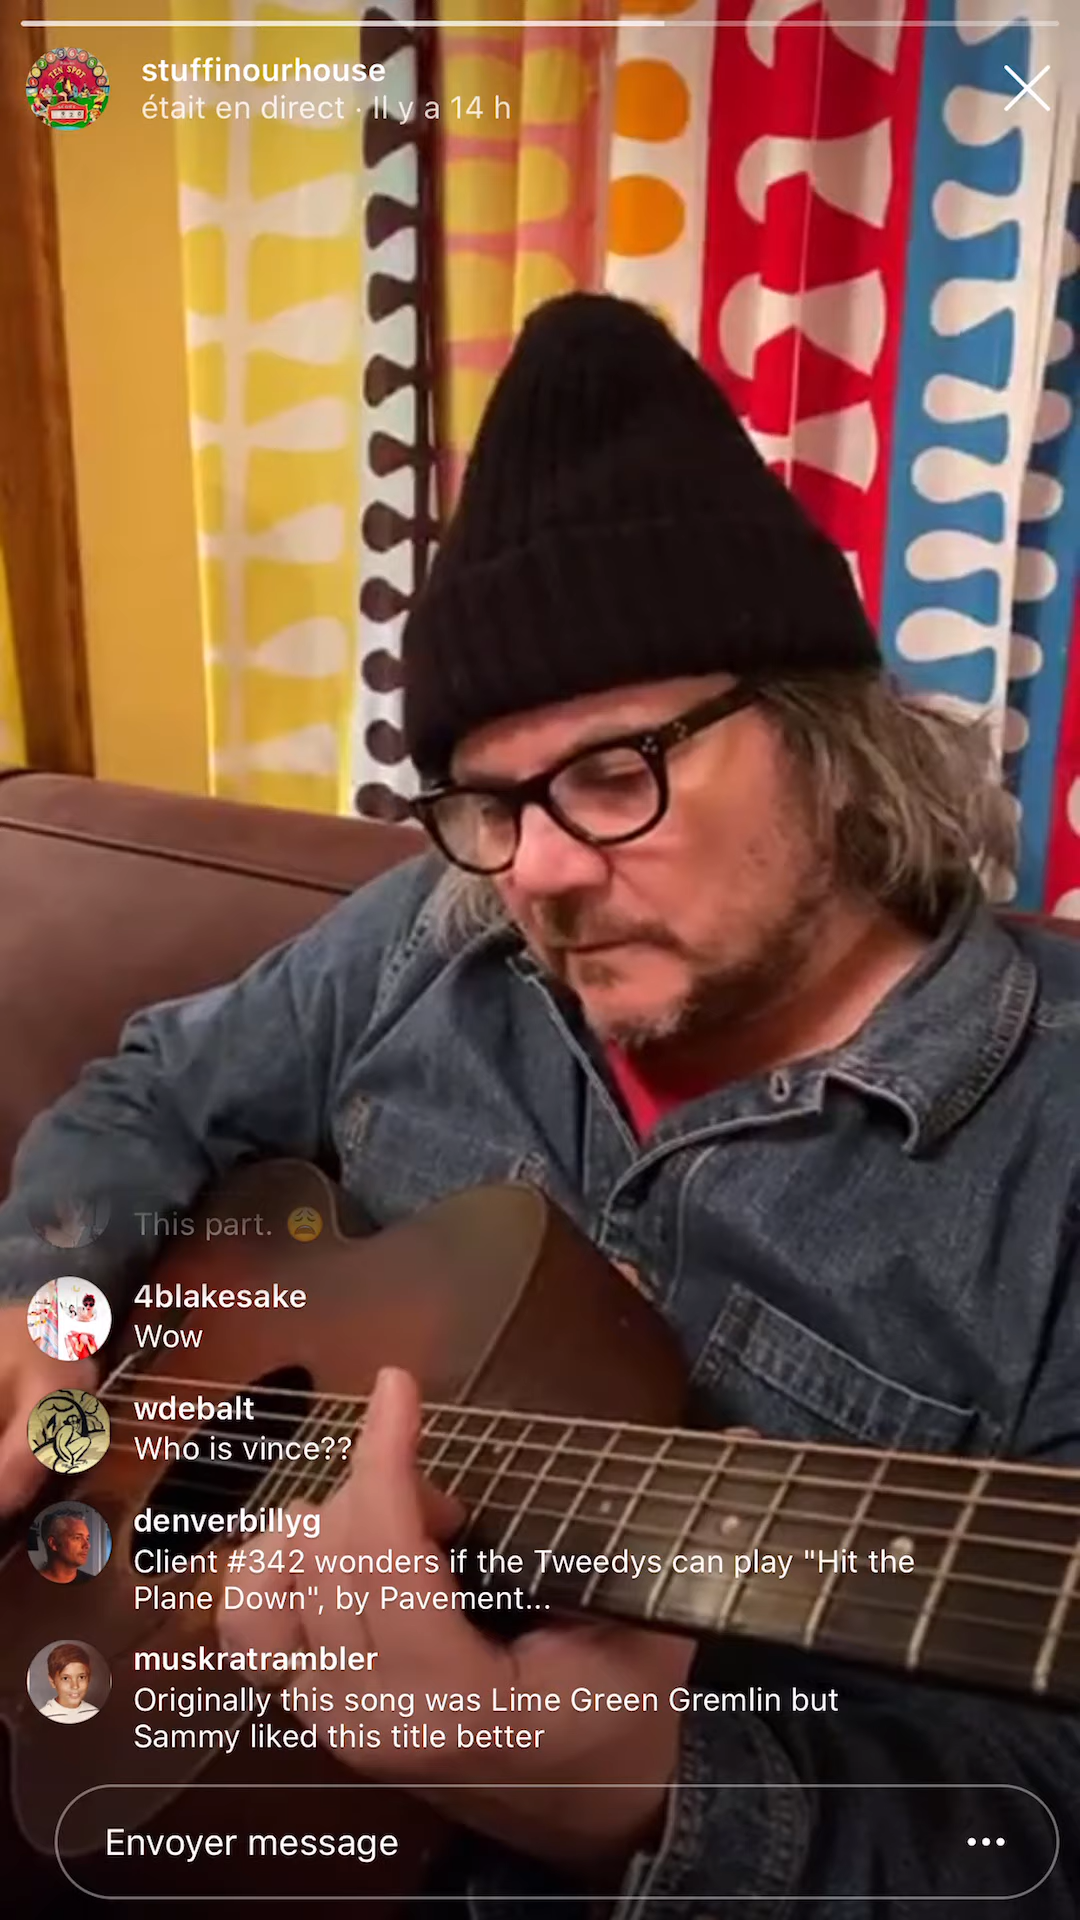 stuffinourhouse
était en direct · Il y a 14 h
TEN SPOT
This part. 😩
4blakesake
Wow
wdebalt
Who is vince??
denverbillyg
Client #342 wonders if the Tweedys can play "Hit the
Plane Down", by Pavement...
muskratrambler
Originally this song was Lime Green Gremlin but
Sammy liked this title better
Envoyer message